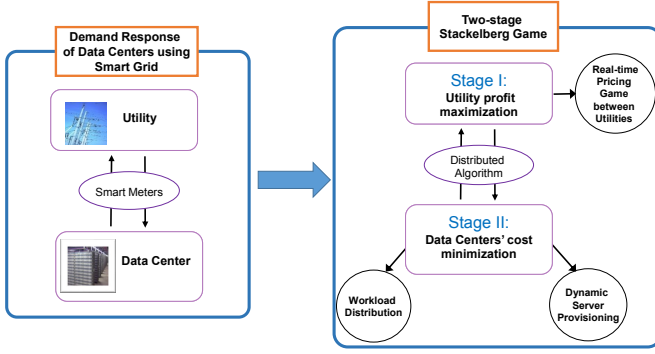 Demand Response
of Data Centers using
Smart Grid
Utility
Smart Meters
Data Center
Two-stage
Stackelberg Game
Stage I:
Utility profit
maximization
Real-time
Pricing
Game
between
Utilities
Distributed
Algorithm
Stage II:
Data Centers' cost
minimization
Workload
Distribution
Dynamic
Server
Provisioning